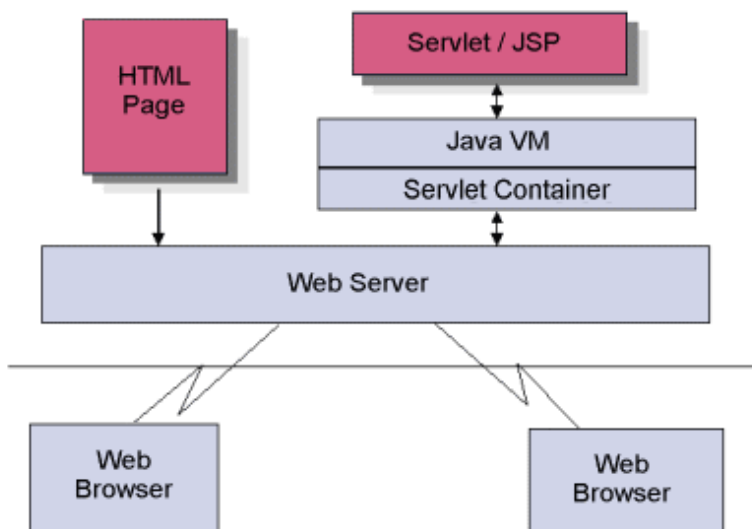 HTML
Page
Servlet / JSP
Java VM
Servlet Container
Web Server
Web
Browser
Web
Browser